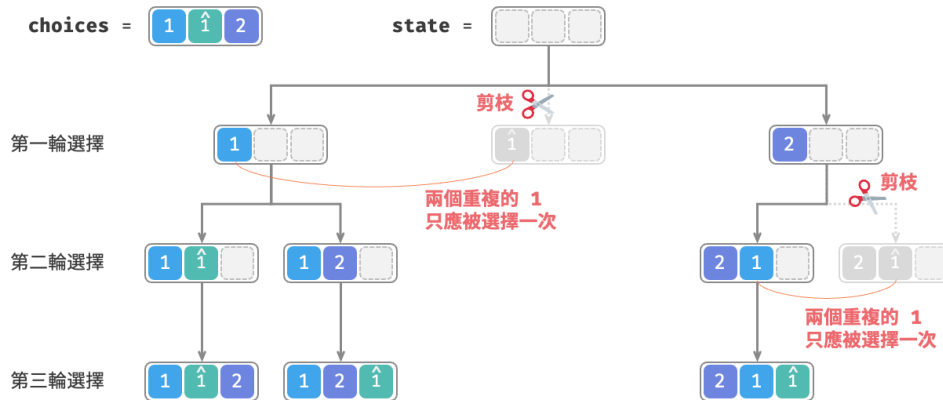 choices = 1 1̂ 2
state =
剪枝
第一輪選擇
1
1̂
2
兩個重複的 1
只應被選擇一次
剪枝
第二輪選擇
1 1̂
1 2
2 1
2 1̂
兩個重複的 1
只應被選擇一次
第三輪選擇
1 1̂ 2
1 2 1̂
2 1 1̂